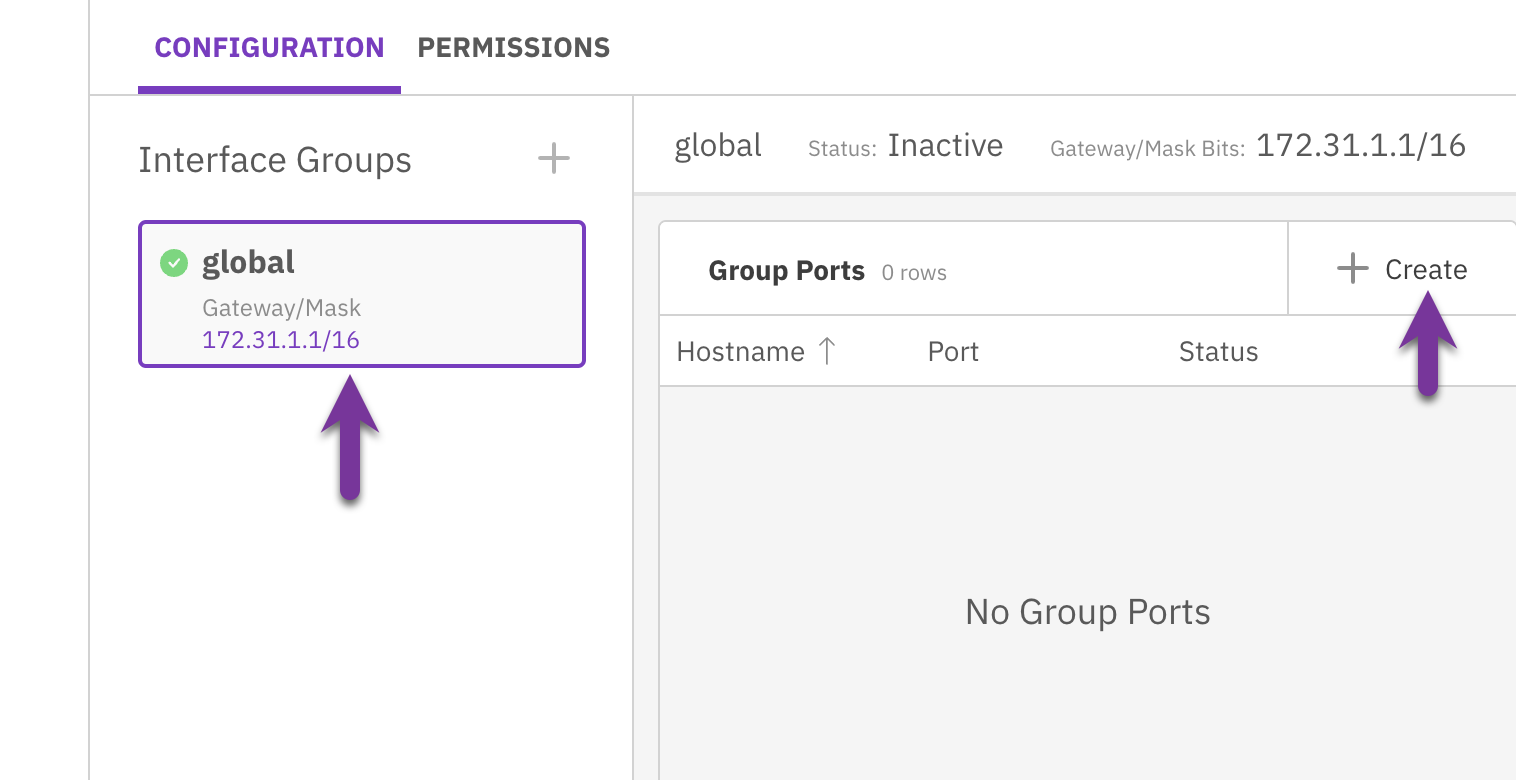 CONFIGURATION PERMISSIONS
Interface Groups
global
Gateway/Mask
172.31.1.1/16
global Status: Inactive Gateway/Mask Bits: 172.31.1.1/16
Group Ports 0 rows Create
Hostname Port Status
No Group Ports